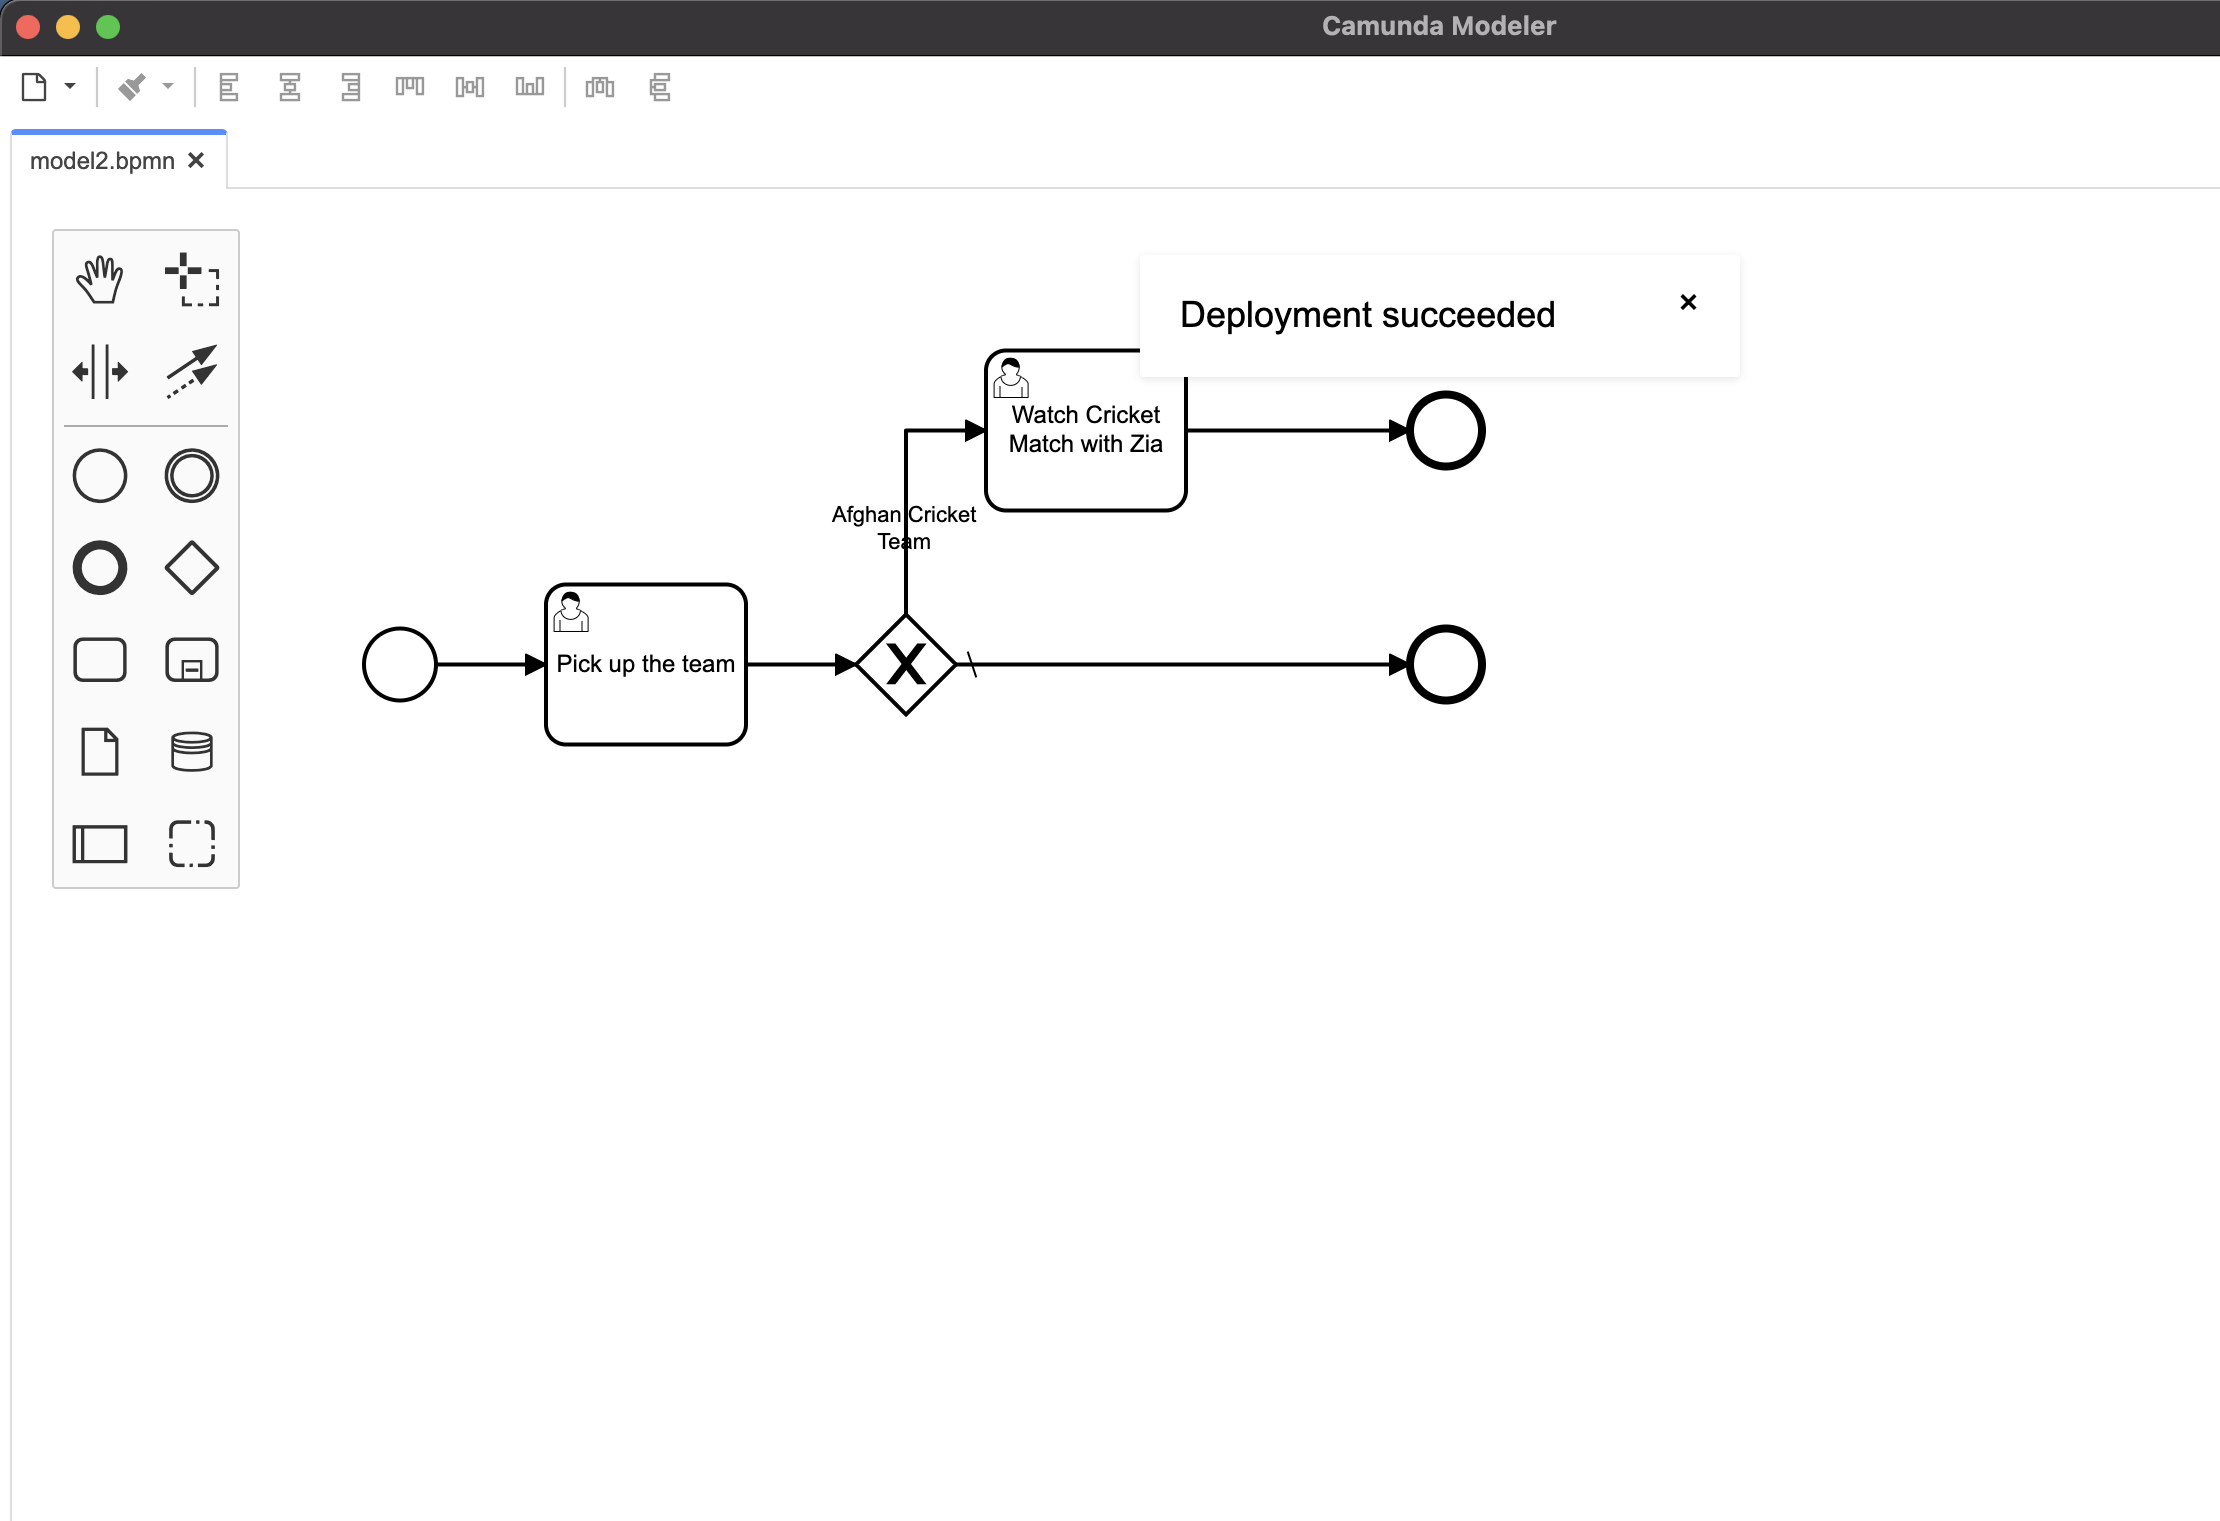 Camunda Modeler
model2.bpmn
Deployment succeeded
Watch Cricket
Match with Zia
Afghan Cricket
Team
Pick up the team